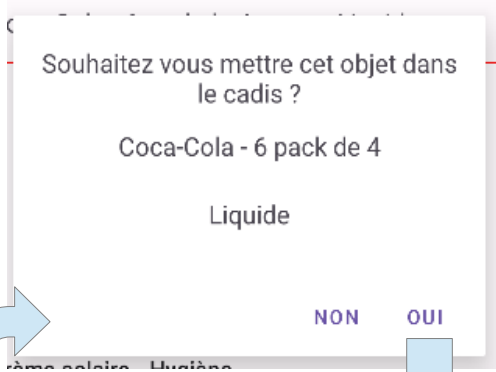 Souhaitez vous mettre cet objet dans
le cadis ?
Coca-Cola - 6 pack de 4
Liquide
NON OUI